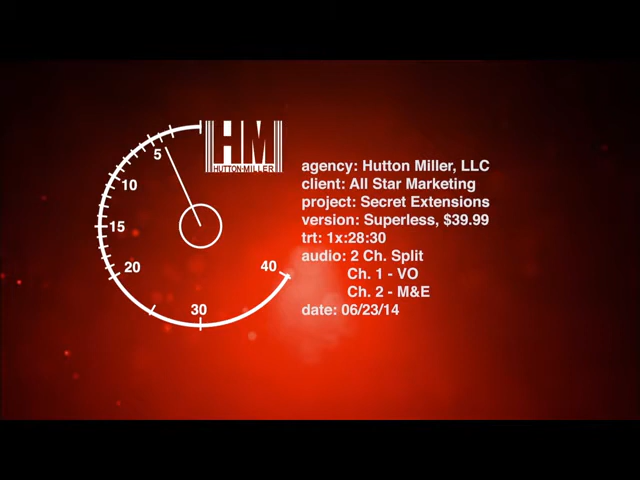 HM
HUTTON MILLER
agency: Hutton Miller, LLC
client: All Star Marketing
project: Secret Extensions
version: Superless, $39.99
trt: 1x:28:30
audio: 2 Ch. Split
Ch. 1 - VO
Ch. 2 - M&E
date: 06/23/14
5
10
15
20
30
40